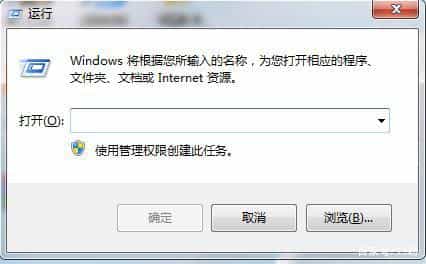 运行
Windows 将根据您所输入的名称，为您打开相应的程序、
文件夹、文档或 Internet 资源。
打开(O):
使用管理权限创建此任务。
确定
取消
浏览(B)...